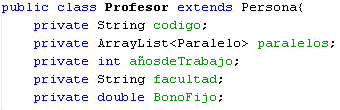 public class Profesor extends Persona{
private String codigo;
private ArrayList<Paralelo> paralelos;
private int añosdeTrabajo;
private String facultad;
private double BonoFijo;